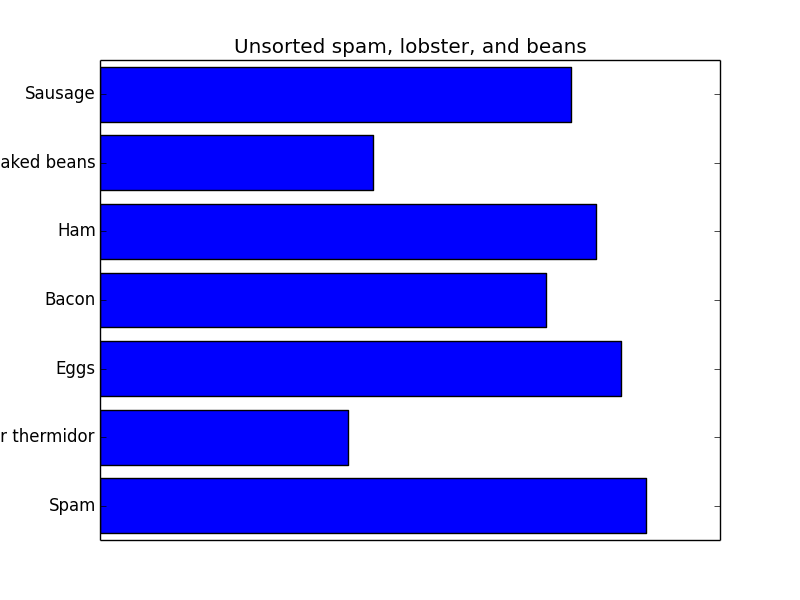 Unsorted spam, lobster, and beans
Sausage
aked beans
Ham
Bacon
Eggs
r thermidor
Spam